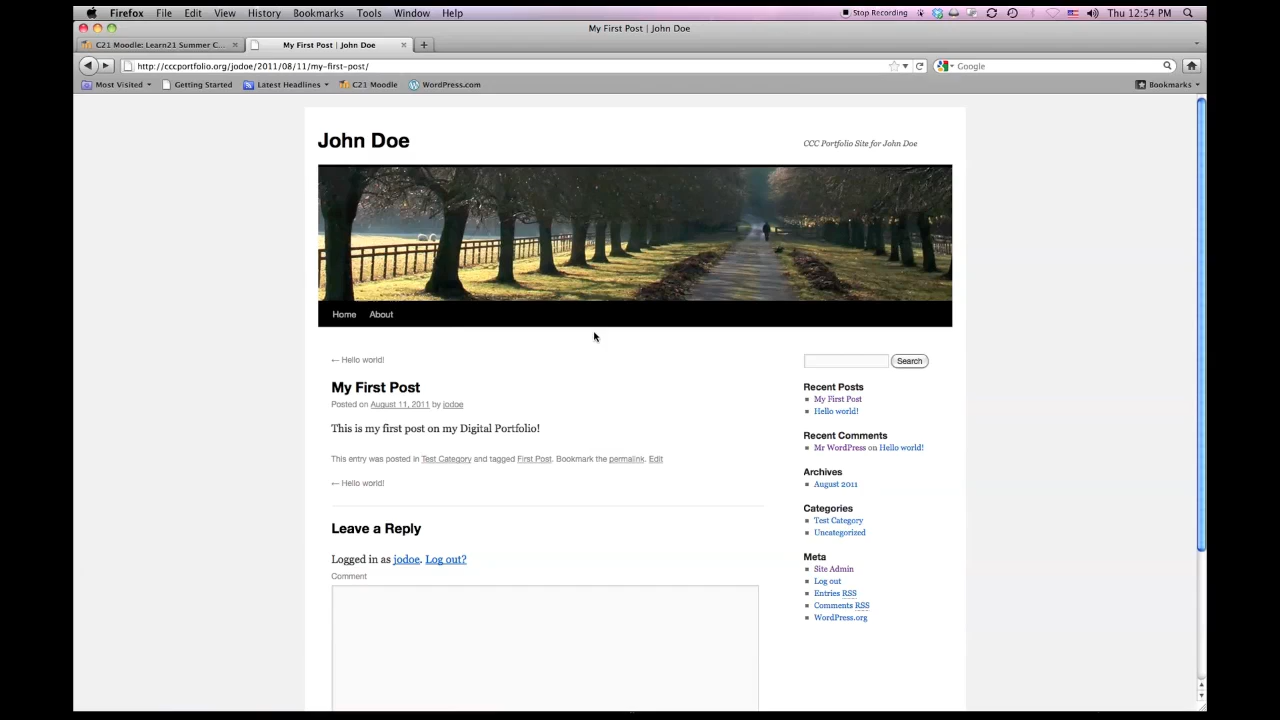 Firefox File Edit View History Bookmarks Tools Window Help Stop Recording Thu 12:54 PM
My First Post | John Doe
C21 Moodle: Learn21 Summer C... My First Post | John Doe
http://cccportfolio.org/jodoe/2011/08/11/my-first-post/ Google
Most Visited Getting Started Latest Headlines C21 Moodle WordPress.com Bookmarks
John Doe
CCC Portfolio Site for John Doe
Home About
← Hello world!
My First Post
Posted on August 11, 2011 by jodoe
This is my first post on my Digital Portfolio!
This entry was posted in Test Category and tagged First Post. Bookmark the permalink. Edit
← Hello world!
Leave a Reply
Logged in as jodoe. Log out?
Comment
Search
Recent Posts
My First Post
Hello world!
Recent Comments
Mr WordPress on Hello world!
Archives
August 2011
Categories
Test Category
Uncategorized
Meta
Site Admin
Log out
Entries RSS
Comments RSS
WordPress.org